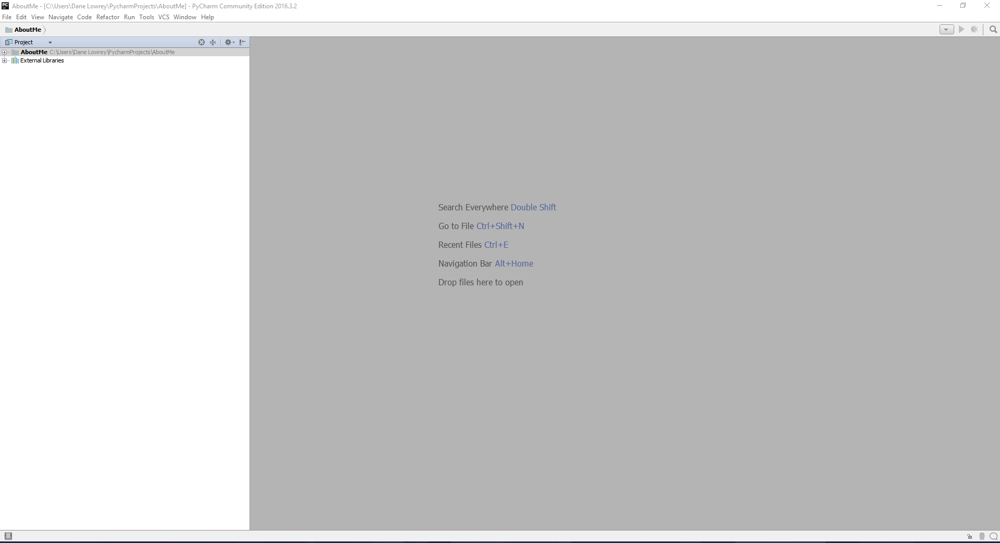 AboutMe - [C:\Users\Dane Lowrey\PycharmProjects\AboutMe] - PyCharm Community Edition 2016.3.2
File Edit View Navigate Code Refactor Run Tools VCS Window Help
AboutMe
Project
AboutMe C:\Users\Dane Lowrey\PycharmProjects\AboutMe
External Libraries
Search Everywhere Double Shift
Go to File Ctrl+Shift+N
Recent Files Ctrl+E
Navigation Bar Alt+Home
Drop files here to open